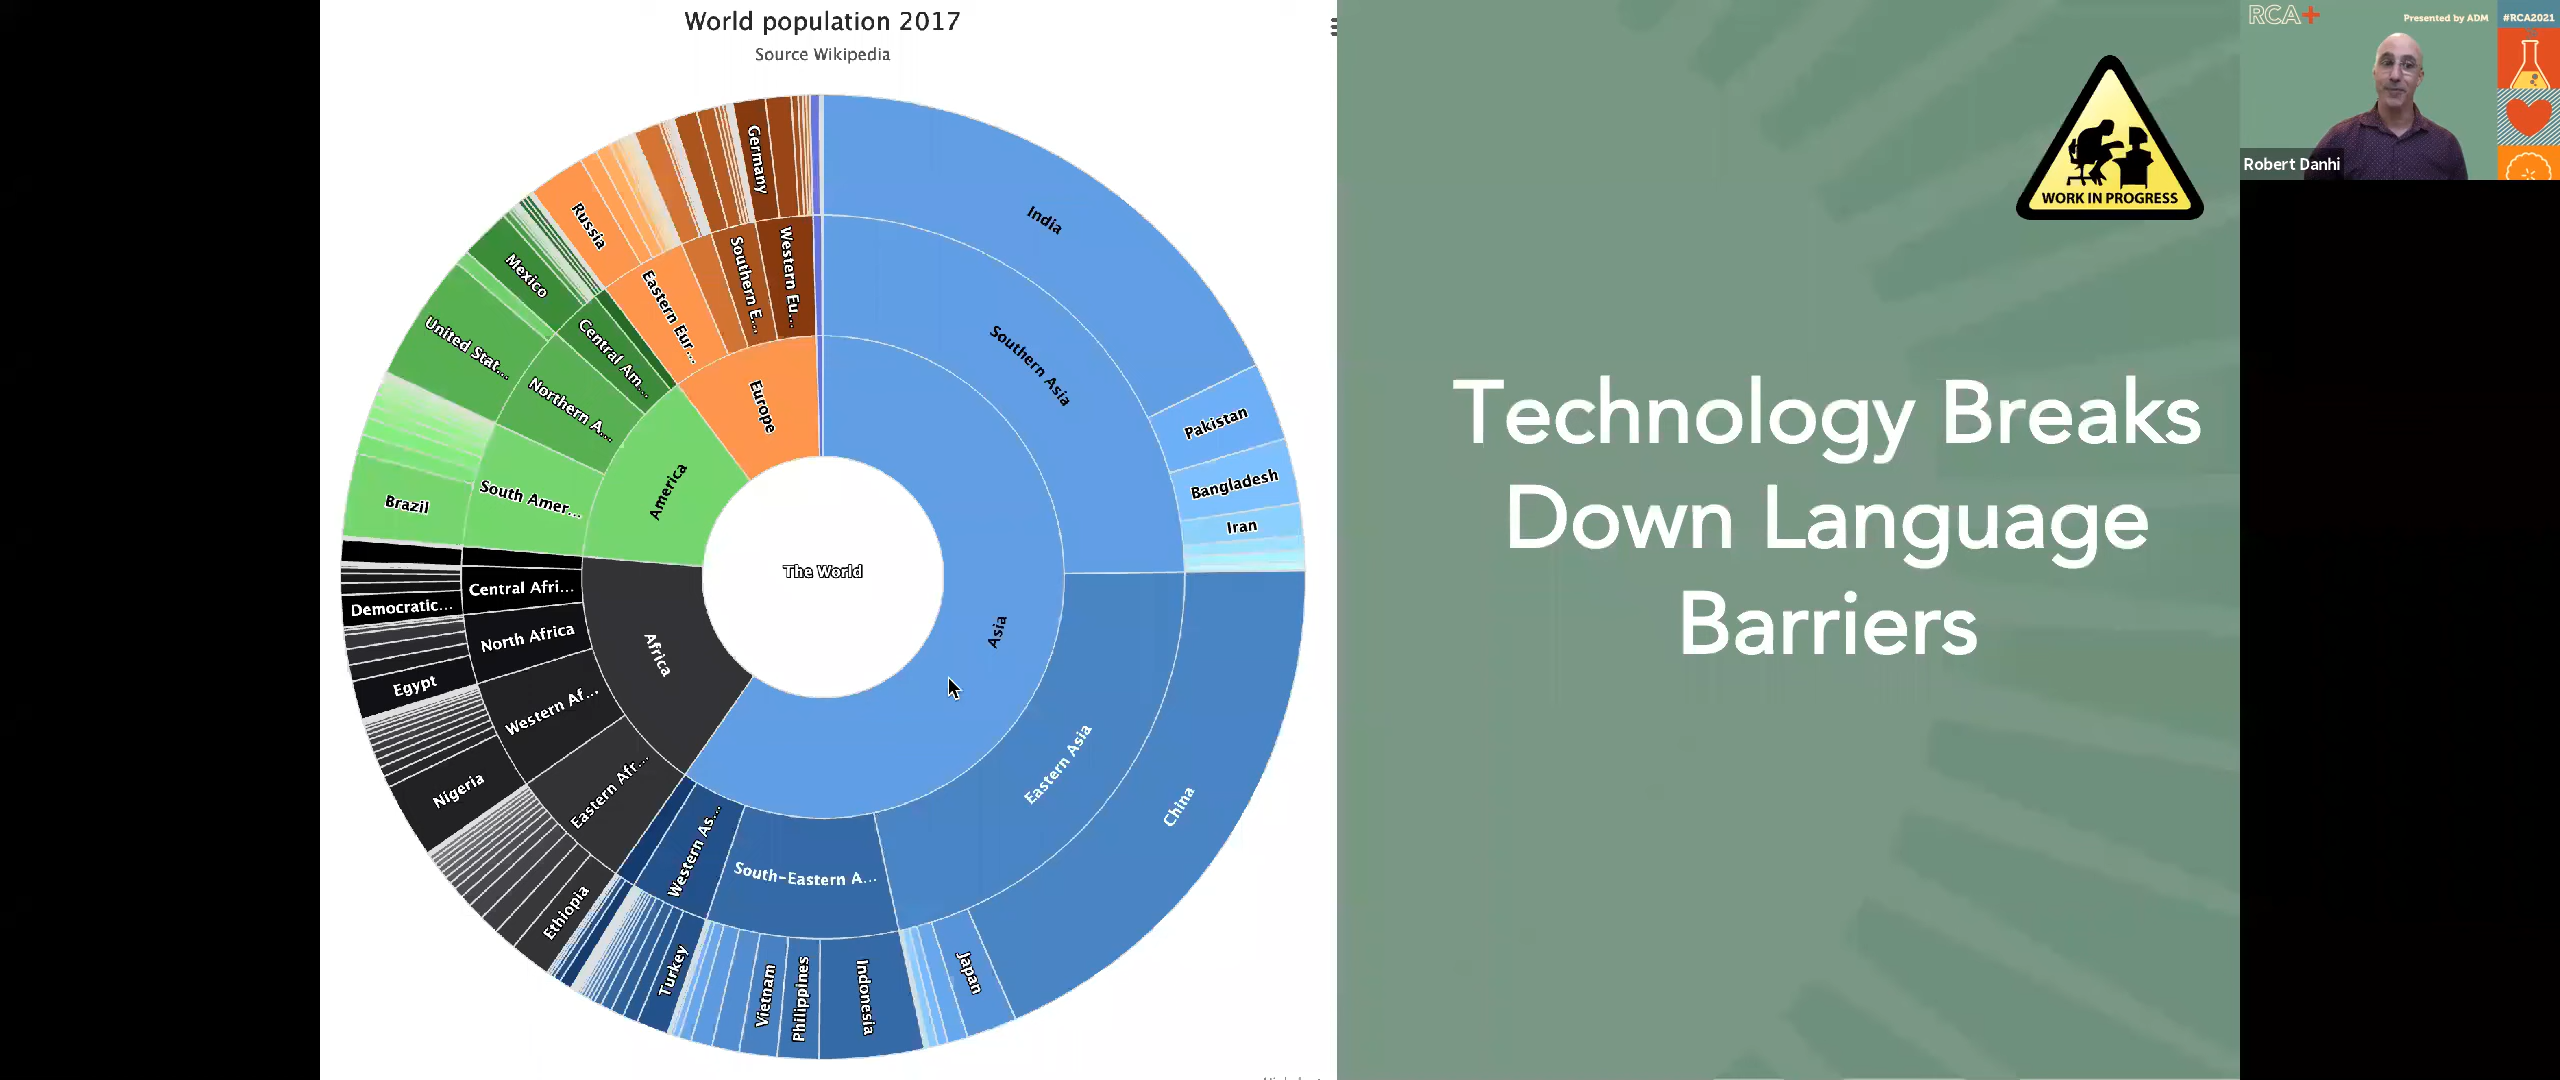 World population 2017
Source Wikipedia
The World
Asia
Southern Asia
India
Pakistan
Bangladesh
Iran
Eastern Asia
China
Japan
South-Eastern A...
Indonesia
Philippines
Vietnam
Western As...
Turkey
Africa
Eastern Afr...
Ethiopia
Western Af...
Nigeria
North Africa
Egypt
Central Afri...
Democratic...
America
South Amer...
Brazil
Northern A...
United Stat...
Central Am...
Mexico
Europe
Eastern Eur...
Russia
Southern E...
Western Eu...
Germany
WORK IN PROGRESS
Technology Breaks
Down Language
Barriers
RCA+
Presented by ADM
#RCA2021
Robert Danhi